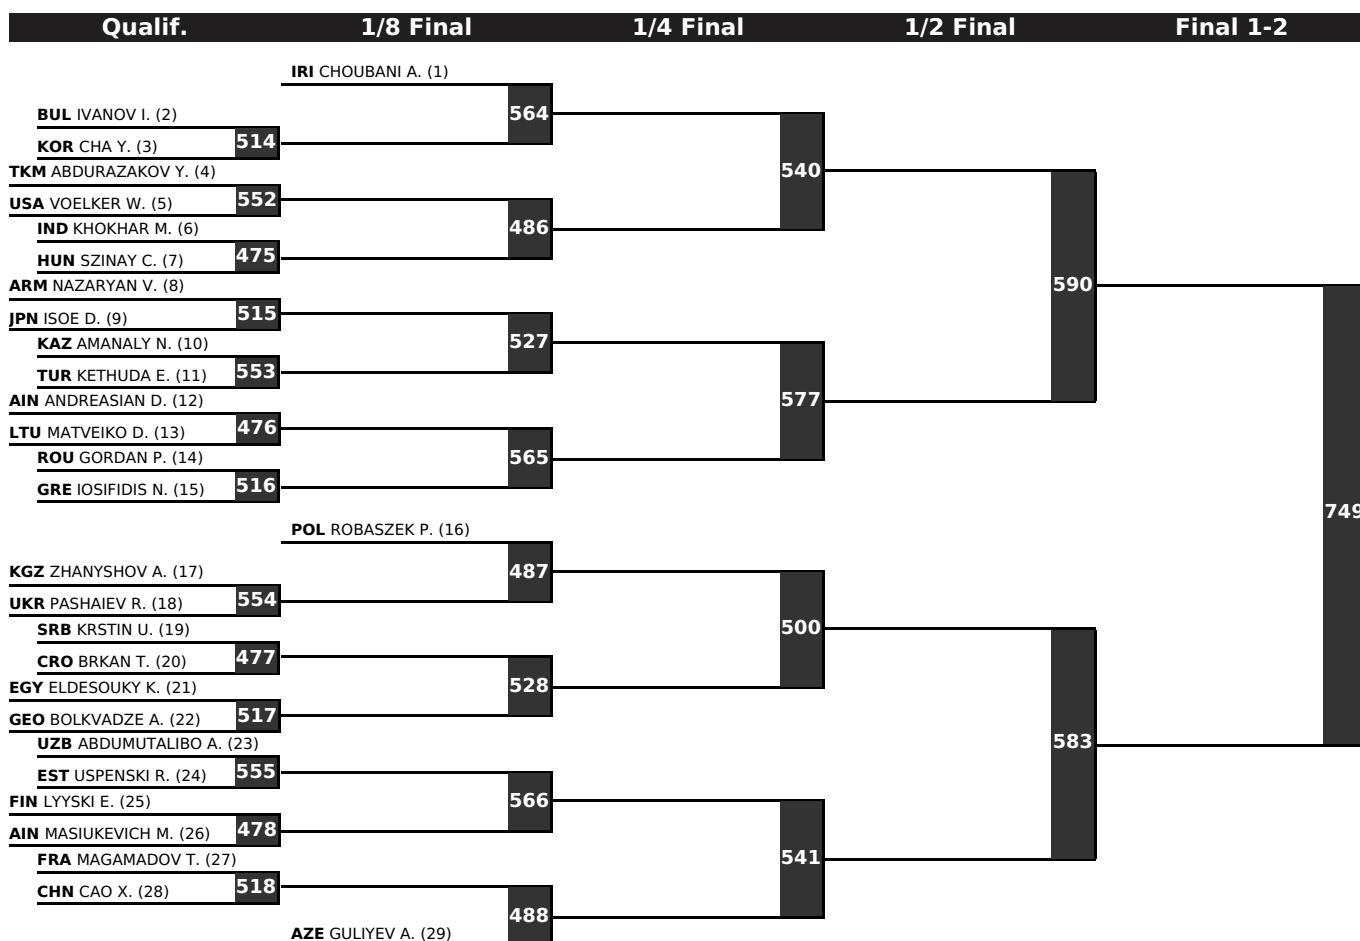 Qualif. 1/8 Final 1/4 Final 1/2 Final Final 1-2
IRI CHOUBANI A. (1)
564
BUL IVANOV I. (2)
514
KOR CHA Y. (3)
TKM ABDURAZAKOV Y. (4)
540
552
USA VOELKER W. (5)
486
IND KHOKHAR M. (6)
475
HUN SZINAY C. (7)
590
ARM NAZARYAN V. (8)
515
JPN ISOE D. (9)
527
KAZ AMANALY N. (10)
553
TUR KETHUDA E. (11)
577
AIN ANDREASIAN D. (12)
476
LTU MATVEIKO D. (13)
565
ROU GORDAN P. (14)
516
GRE IOSIFIDIS N. (15)
749
POL ROBASZEK P. (16)
487
KGZ ZHANYSHOV A. (17)
554
UKR PASHAIEV R. (18)
500
SRB KRSTIN U. (19)
477
CRO BRKAN T. (20)
528
EGY ELDESOUKY K. (21)
517
GEO BOLKVADZE A. (22)
583
UZB ABDUMUTALIBO A. (23)
555
EST USPENSKI R. (24)
566
FIN LYYSKI E. (25)
478
AIN MASIUKEVICH M. (26)
541
FRA MAGAMADOV T. (27)
518
CHN CAO X. (28)
488
AZE GULIYEV A. (29)